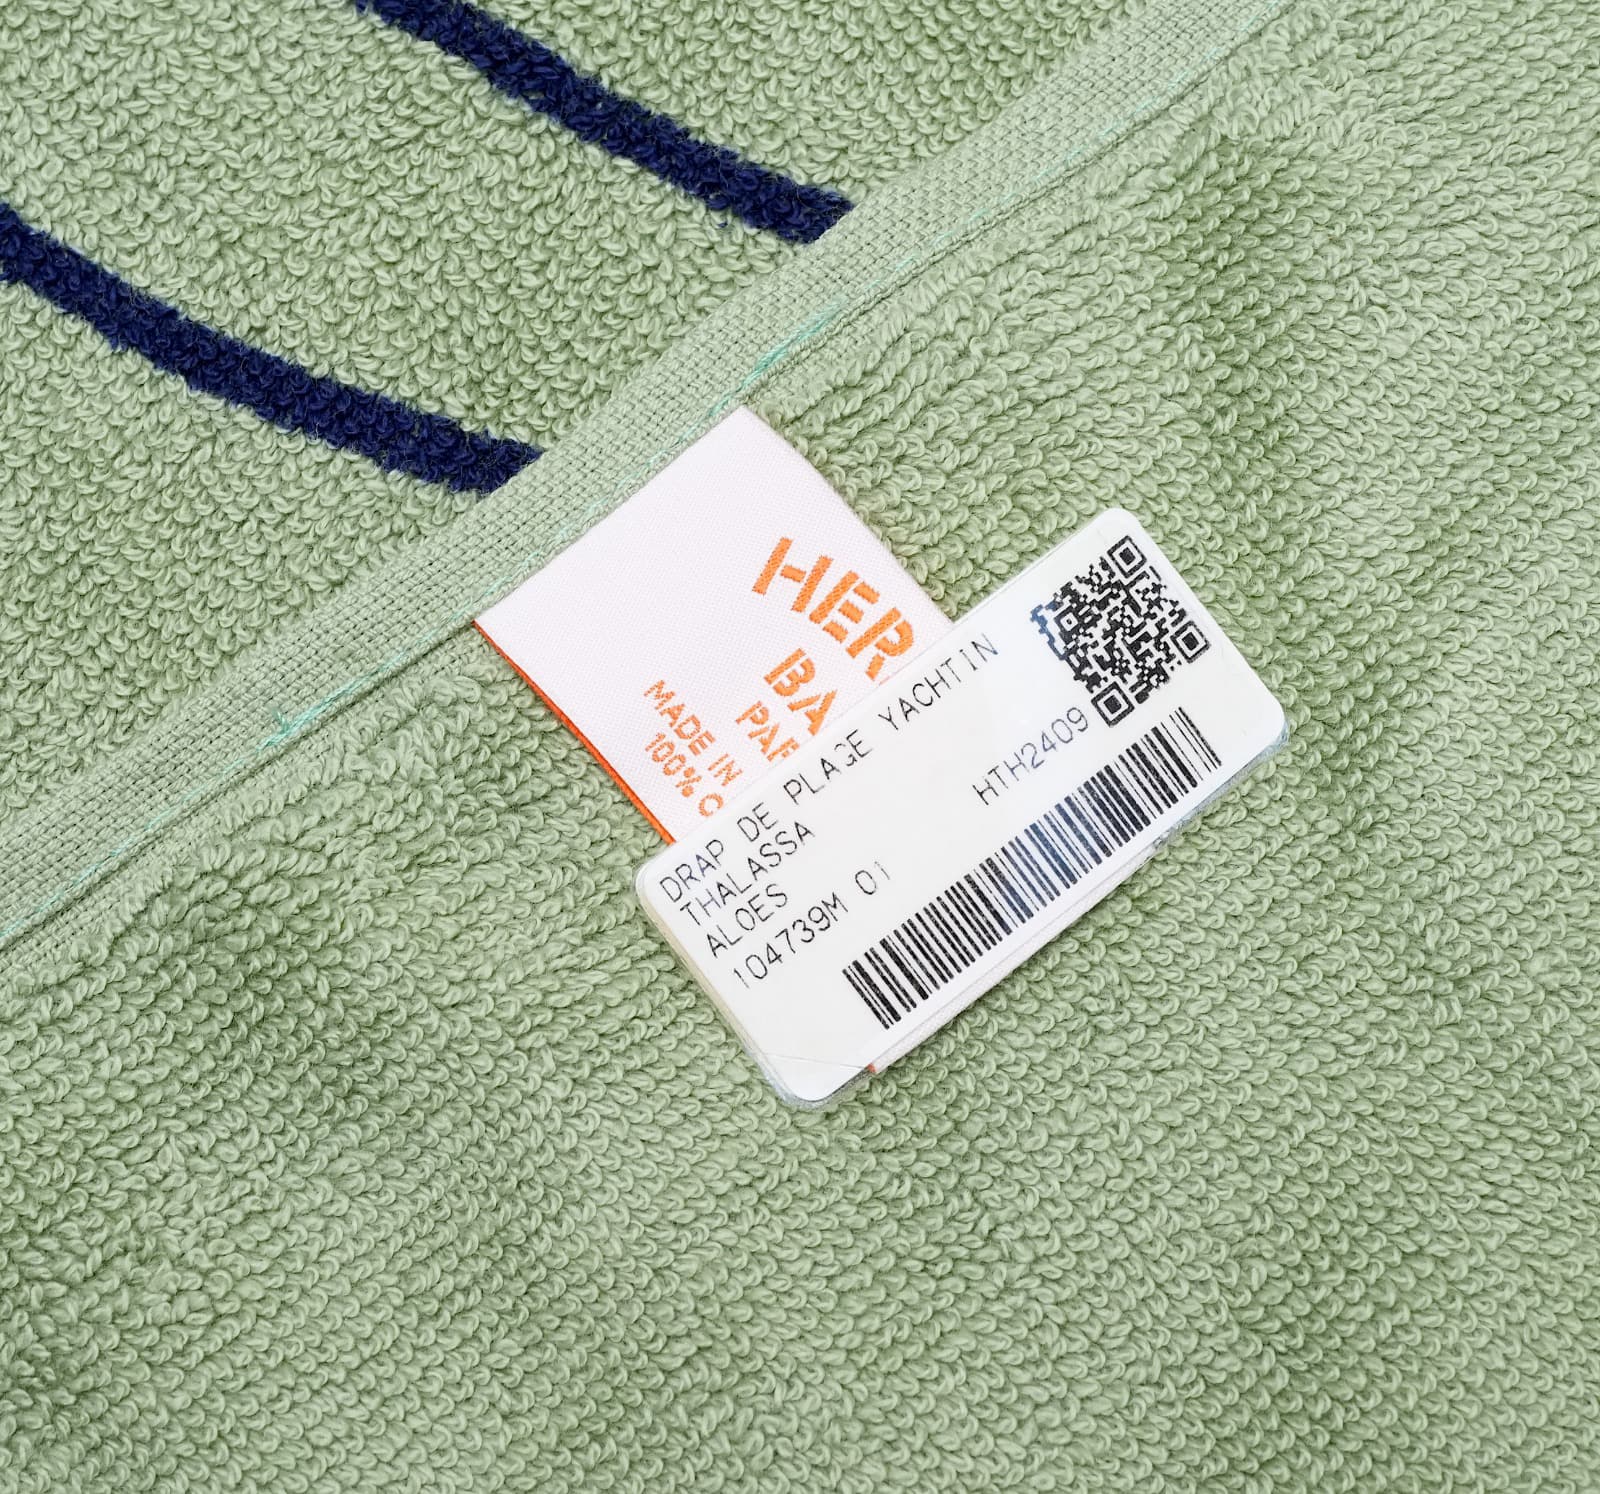 HER
BA
PAR
MADE IN
100% C
DRAP DE PLAGE YACHTIN
THALASSA
ALOES
104739M 01
HTH2409